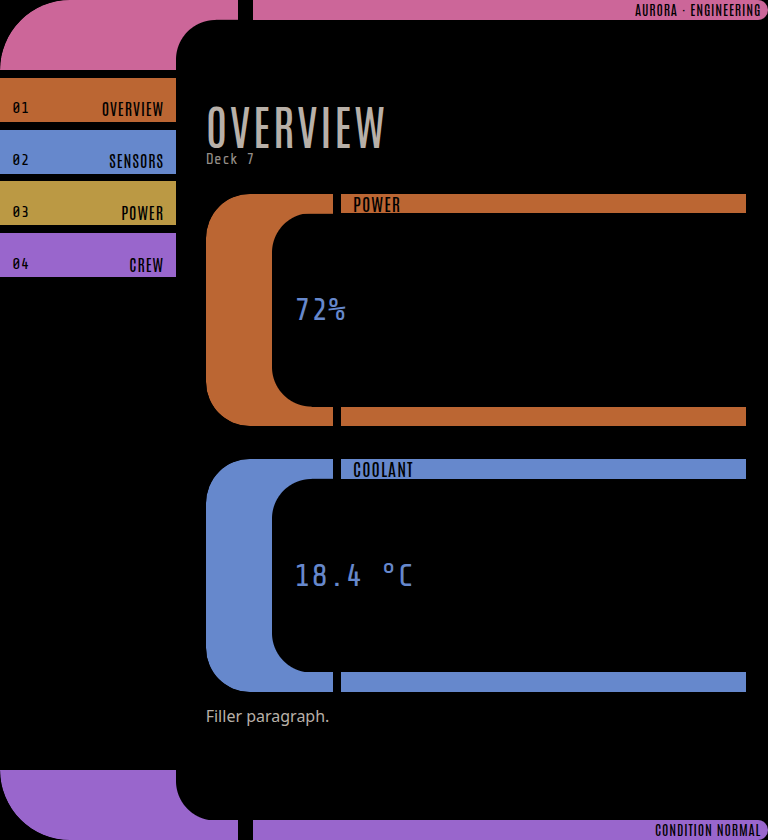 AURORA · ENGINEERING
01 OVERVIEW
02 SENSORS
03 POWER
04 CREW
OVERVIEW
Deck 7
POWER
72%
COOLANT
18.4 °C
Filler paragraph.
CONDITION NORMAL